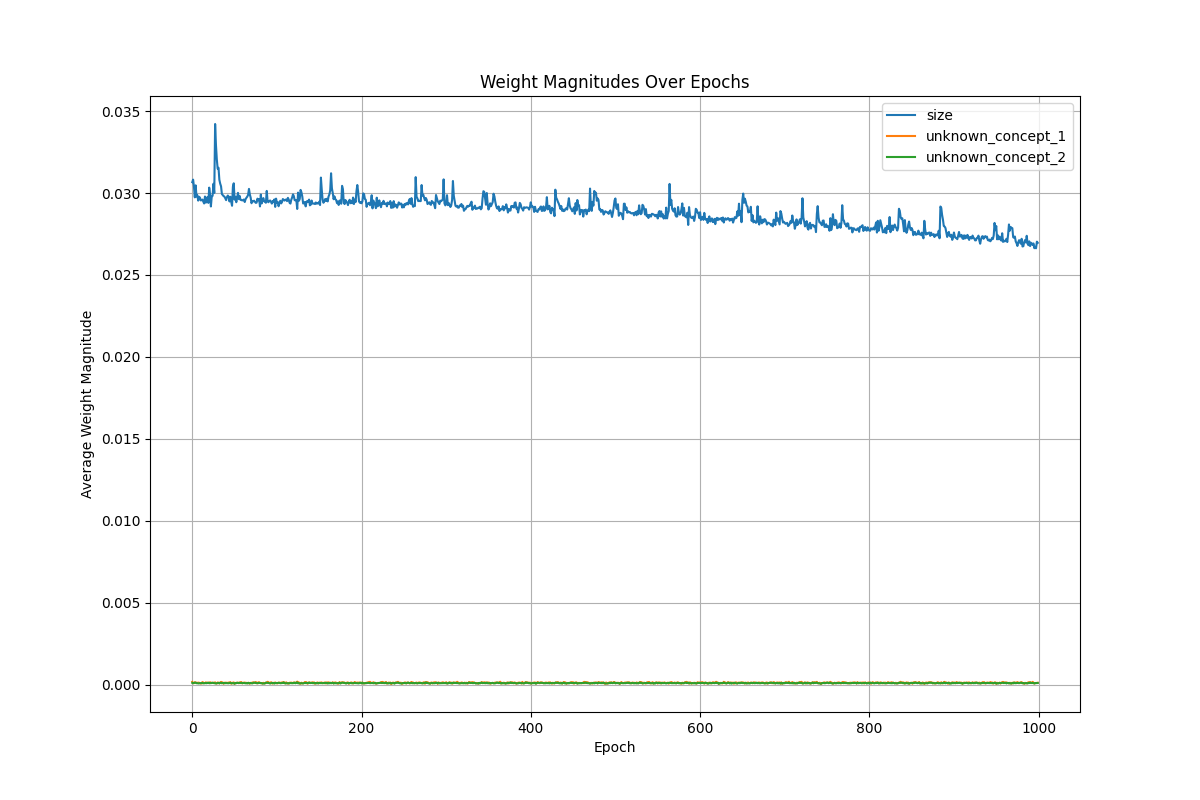 Weight Magnitudes Over Epochs
size
unknown_concept_1
unknown_concept_2
Average Weight Magnitude
0.035
0.030
0.025
0.020
0.015
0.010
0.005
0.000
0 200 400 600 800 1000
Epoch